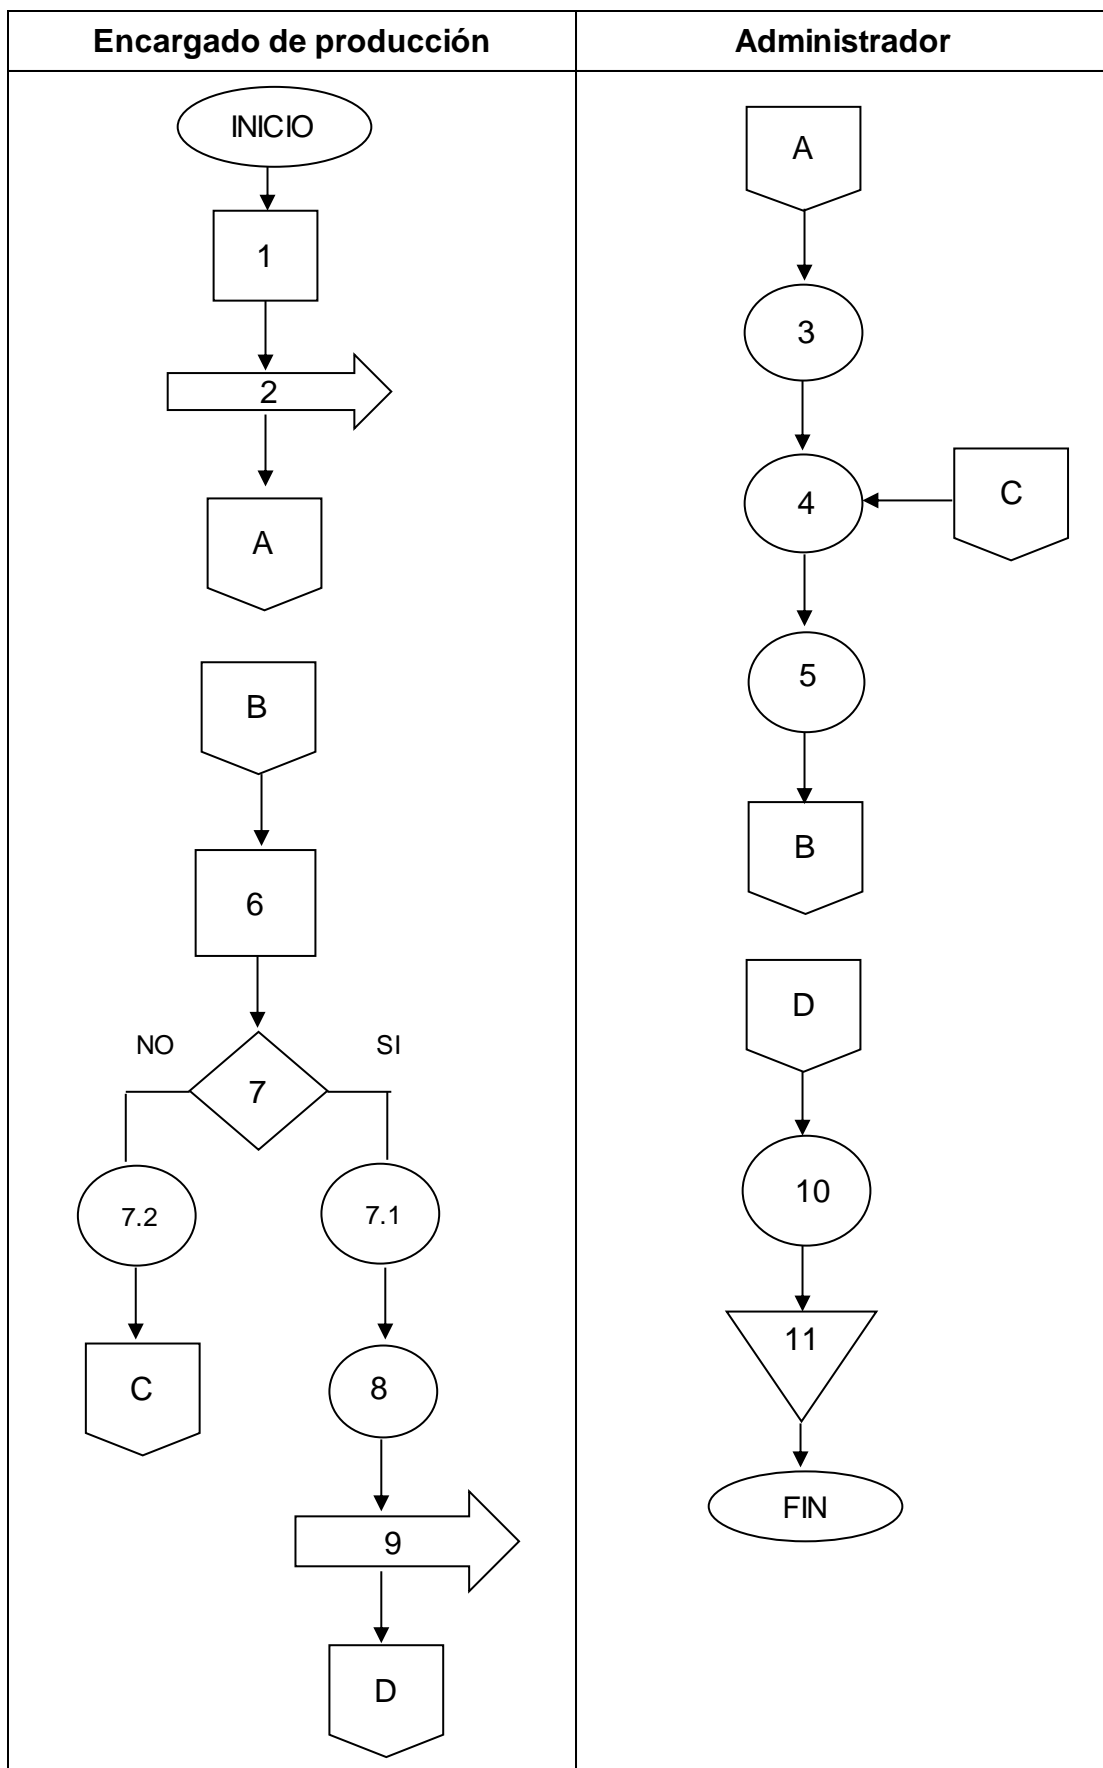 Encargado de producción
Administrador
INICIO
1
2
A
B
6
NO
SI
7
7.2
7.1
C
8
9
D
A
3
4
C
5
B
D
10
11
FIN